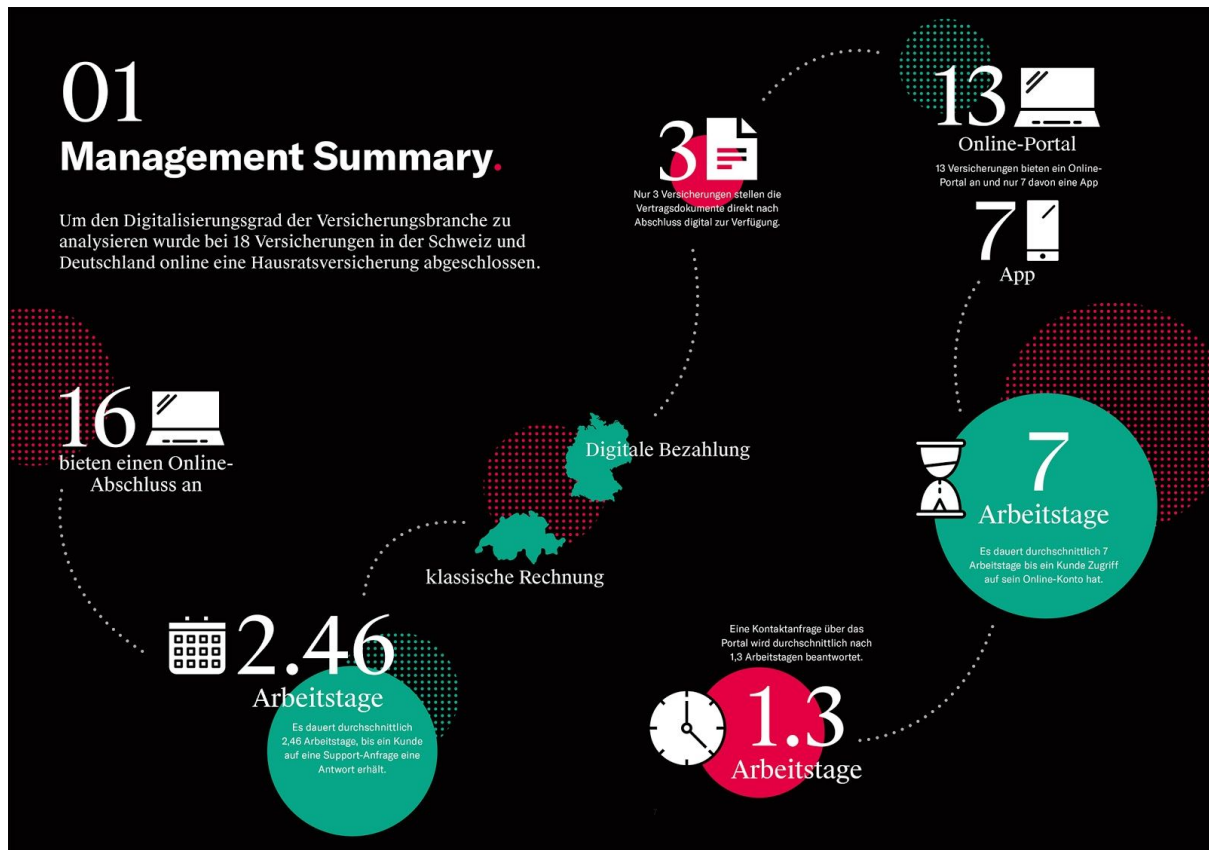 01
Management Summary.
Um den Digitalisierungsgrad der Versicherungsbranche zu
analysieren wurde bei 18 Versicherungen in der Schweiz und
Deutschland online eine Hausratsversicherung abgeschlossen.
16
bieten einen Online-
Abschluss an
2.46
Arbeitstage
Es dauert durchschnittlich
2,46 Arbeitstage, bis ein Kunde
auf eine Support-Anfrage eine
Antwort erhält.
klassische Rechnung
Digitale Bezahlung
3
Nur 3 Versicherungen stellen die
Vertragsdokumente direkt nach
Abschluss digital zur Verfügung.
13
Online-Portal
13 Versicherungen bieten ein Online-
Portal an und nur 7 davon eine App
7
App
7
Arbeitstage
Es dauert durchschnittlich 7
Arbeitstage bis ein Kunde Zugriff
auf sein Online-Konto hat.
Eine Kontaktanfrage über das
Portal wird durchschnittlich nach
1,3 Arbeitstagen beantwortet.
1.3
Arbeitstage